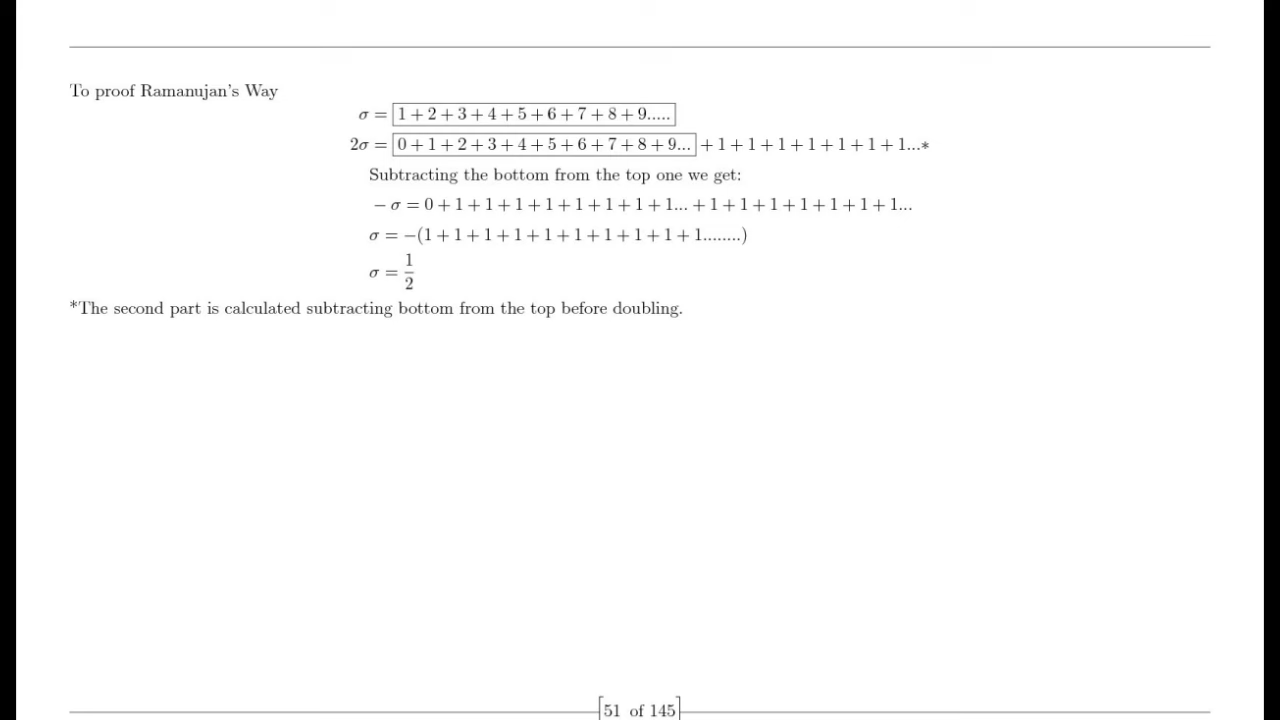 To proof Ramanujan's Way
σ = 1 + 2 + 3 + 4 + 5 + 6 + 7 + 8 + 9.....
2σ = 0 + 1 + 2 + 3 + 4 + 5 + 6 + 7 + 8 + 9... + 1 + 1 + 1 + 1 + 1 + 1 + 1...*
Subtracting the bottom from the top one we get:
− σ = 0 + 1 + 1 + 1 + 1 + 1 + 1 + 1 + 1... + 1 + 1 + 1 + 1 + 1 + 1 + 1...
σ = −(1 + 1 + 1 + 1 + 1 + 1 + 1 + 1 + 1 + 1........)
σ = 1/2
*The second part is calculated subtracting bottom from the top before doubling.
51 of 145